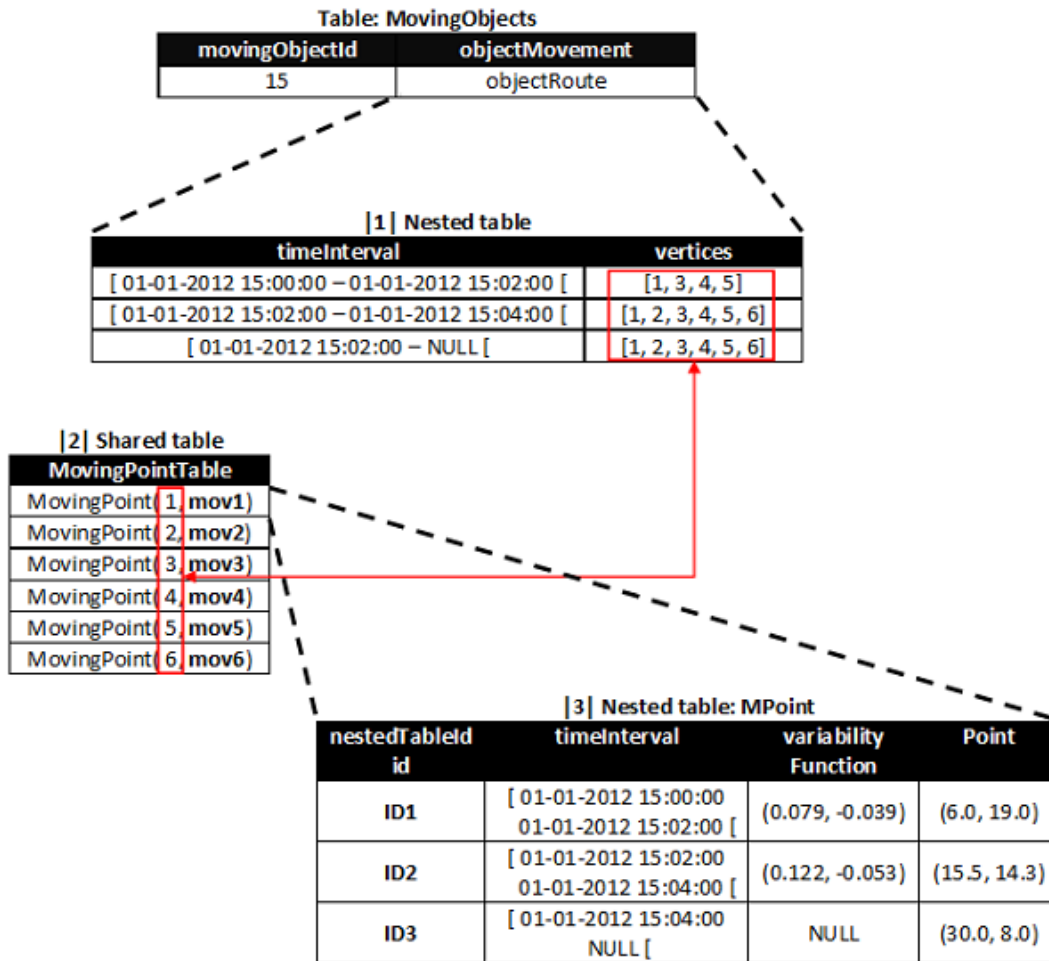 Table: MovingObjects
movingObjectId objectMovement
15 objectRoute
|1| Nested table
timeInterval vertices
[ 01-01-2012 15:00:00 – 01-01-2012 15:02:00 [ [1, 3, 4, 5]
[ 01-01-2012 15:02:00 – 01-01-2012 15:04:00 [ [1, 2, 3, 4, 5, 6]
[ 01-01-2012 15:02:00 – NULL [ [1, 2, 3, 4, 5, 6]
|2| Shared table
MovingPointTable
MovingPoint( 1, mov1)
MovingPoint( 2, mov2)
MovingPoint( 3, mov3)
MovingPoint( 4, mov4)
MovingPoint( 5, mov5)
MovingPoint( 6, mov6)
|3| Nested table: MPoint
nestedTableId timeInterval variability Point
id Function
[ 01-01-2012 15:00:00
ID1 (0.079, -0.039) (6.0, 19.0)
01-01-2012 15:02:00 [
[ 01-01-2012 15:02:00
ID2 (0.122, -0.053) (15.5, 14.3)
01-01-2012 15:04:00 [
[ 01-01-2012 15:04:00
ID3 NULL (30.0, 8.0)
NULL [